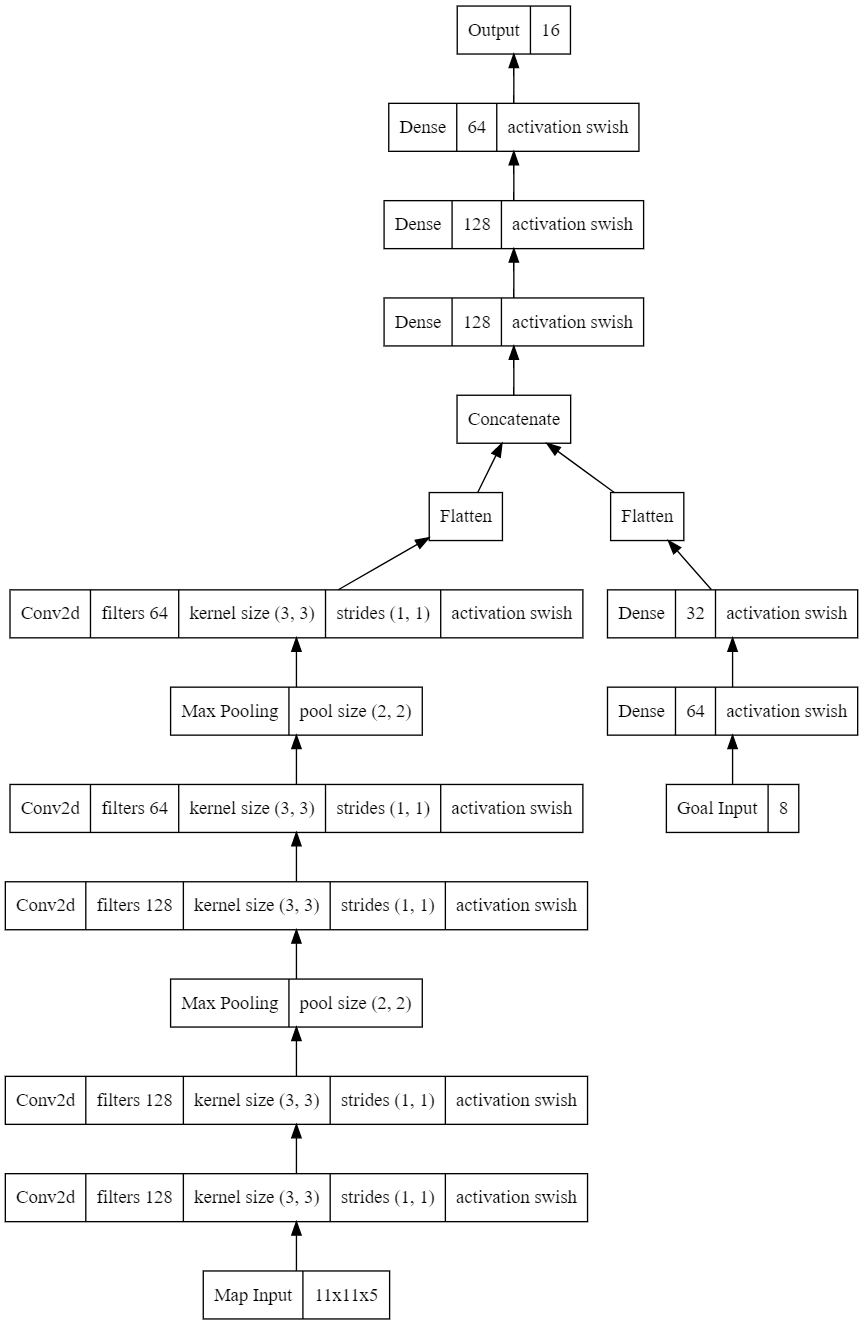 Output 16
Dense 64 activation swish
Dense 128 activation swish
Dense 128 activation swish
Concatenate
Flatten Flatten
Conv2d filters 64 kernel size (3, 3) strides (1, 1) activation swish Dense 32 activation swish
Max Pooling pool size (2, 2) Dense 64 activation swish
Conv2d filters 64 kernel size (3, 3) strides (1, 1) activation swish Goal Input 8
Conv2d filters 128 kernel size (3, 3) strides (1, 1) activation swish
Max Pooling pool size (2, 2)
Conv2d filters 128 kernel size (3, 3) strides (1, 1) activation swish
Conv2d filters 128 kernel size (3, 3) strides (1, 1) activation swish
Map Input 11x11x5